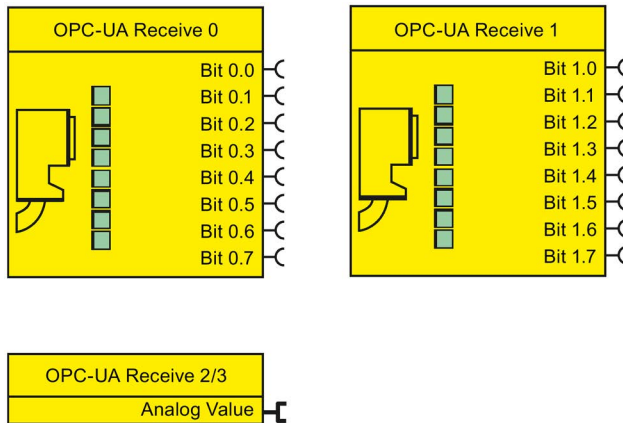 OPC-UA Receive 0
Bit 0.0
Bit 0.1
Bit 0.2
Bit 0.3
Bit 0.4
Bit 0.5
Bit 0.6
Bit 0.7
OPC-UA Receive 1
Bit 1.0
Bit 1.1
Bit 1.2
Bit 1.3
Bit 1.4
Bit 1.5
Bit 1.6
Bit 1.7
OPC-UA Receive 2/3
Analog Value